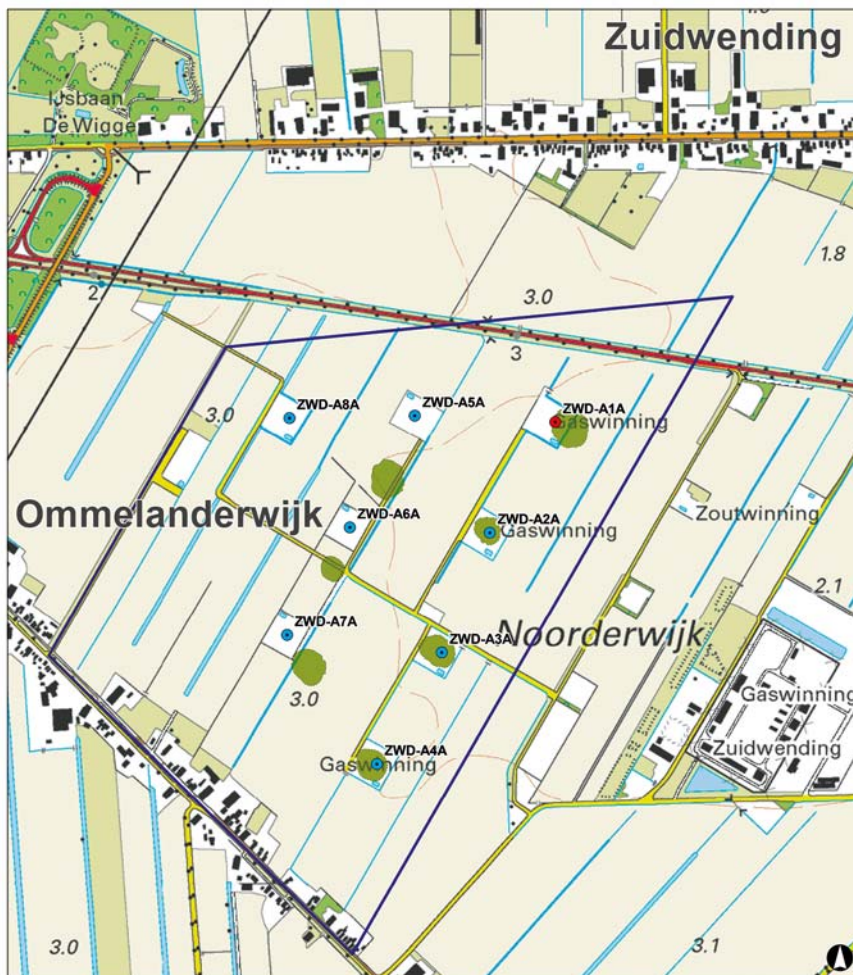 1.8
Zuidwending
IJsbaan
De Wigge
1.8
2.
3.0
3
ZWD-A8A
3.0
ZWD-A5A
ZWD-A1A
Gaswinning
Ommelanderwijk
ZWD-A6A
ZWD-A2A
Gaswinning
Zoutwinning
2.1
ZWD-A7A
ZWD-A3A
Noorderwijk
3.0
Gaswinning
ZWD-A4A
Gaswinning
Zuidwending
3.0
3.1